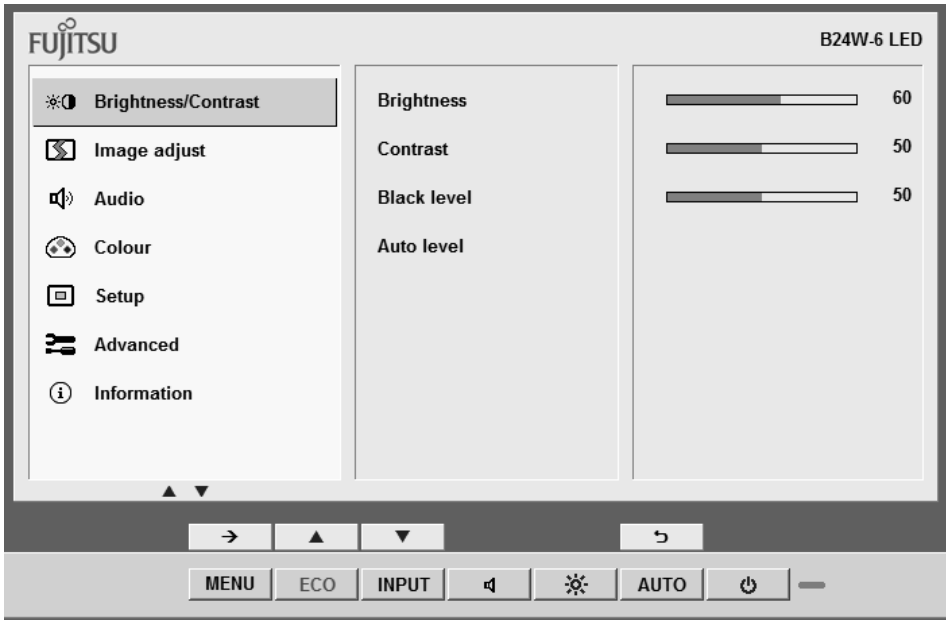 FUJITSU
B24W-6 LED
Brightness/Contrast
Image adjust
Audio
Colour
Setup
Advanced
Information
Brightness
Contrast
Black level
Auto level
60
50
50
MENU ECO INPUT AUTO